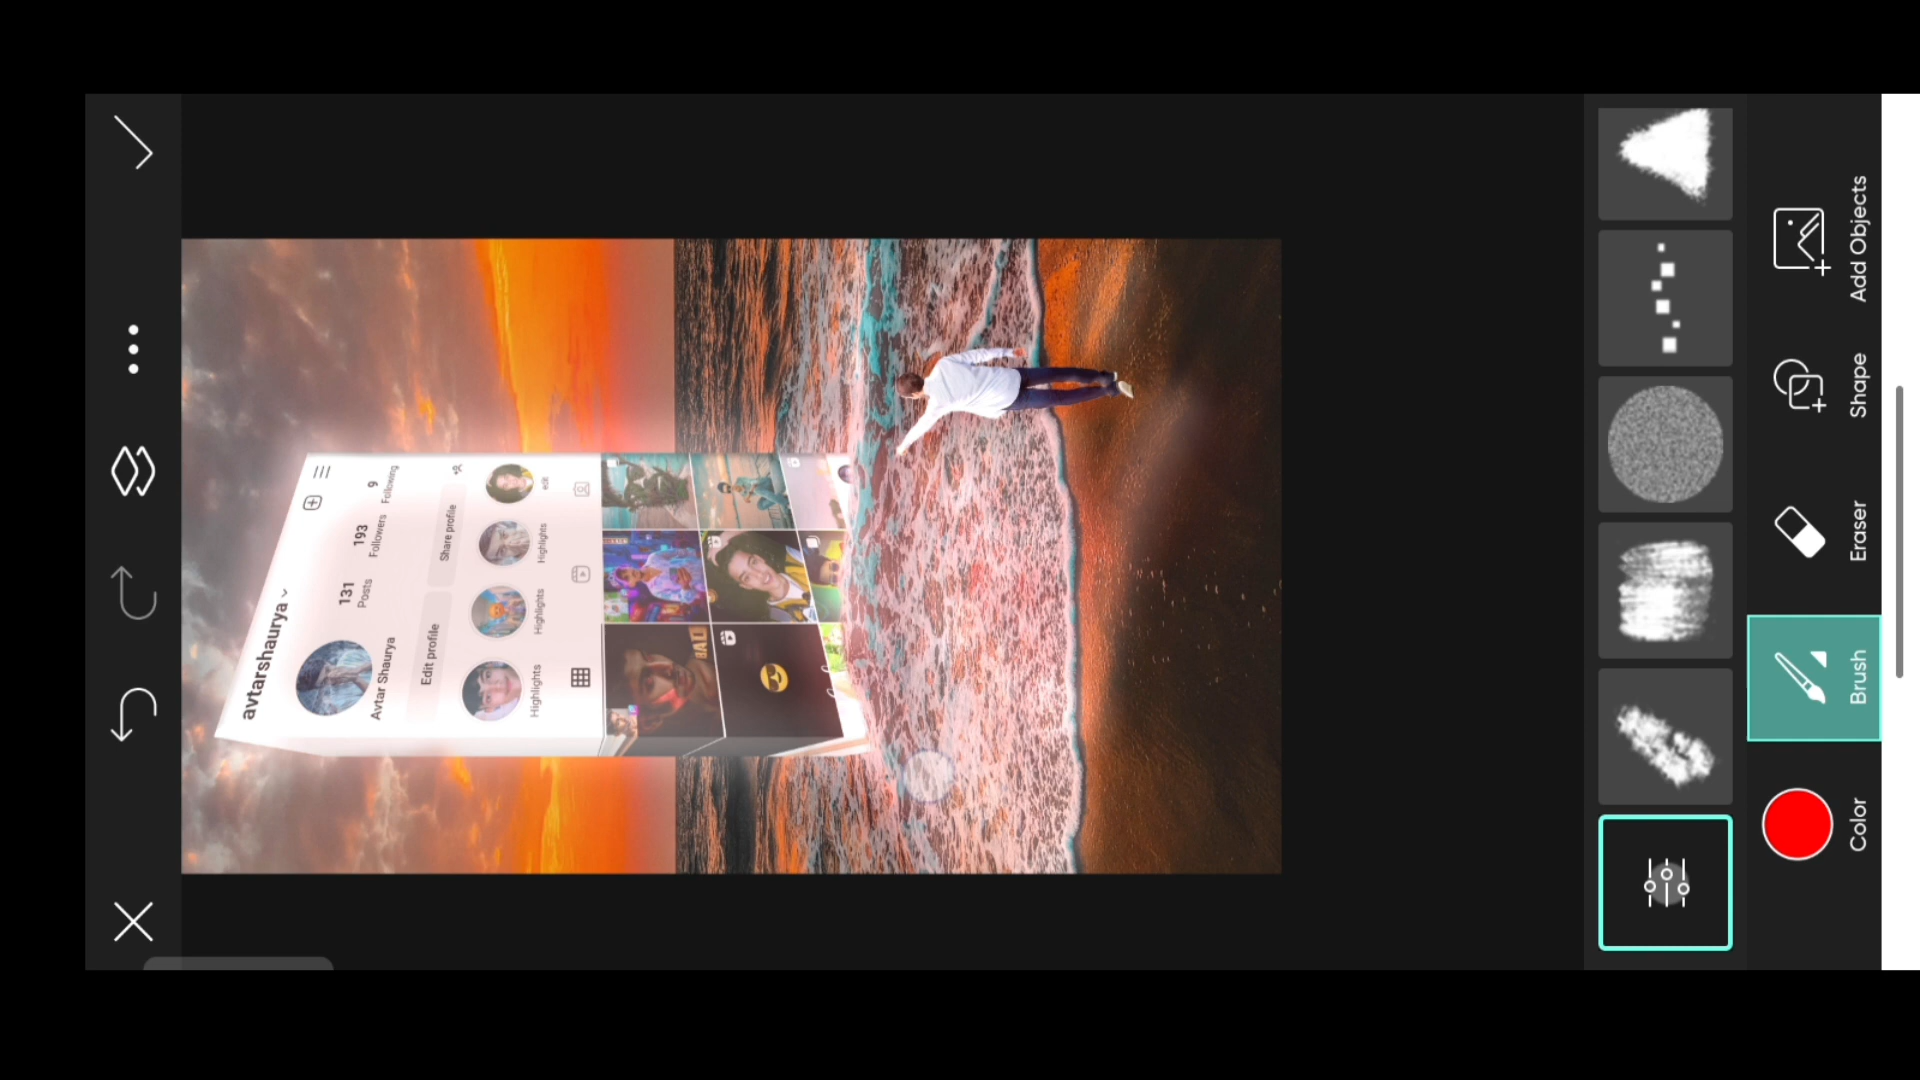 avtarshaurya
131
Posts
193
Followers
9
Following
Avtar Shaurya
Edit profile
Share profile
Highlights
Highlights
Highlights
edit
BAD
Color
Brush
Eraser
Shape
Add Objects